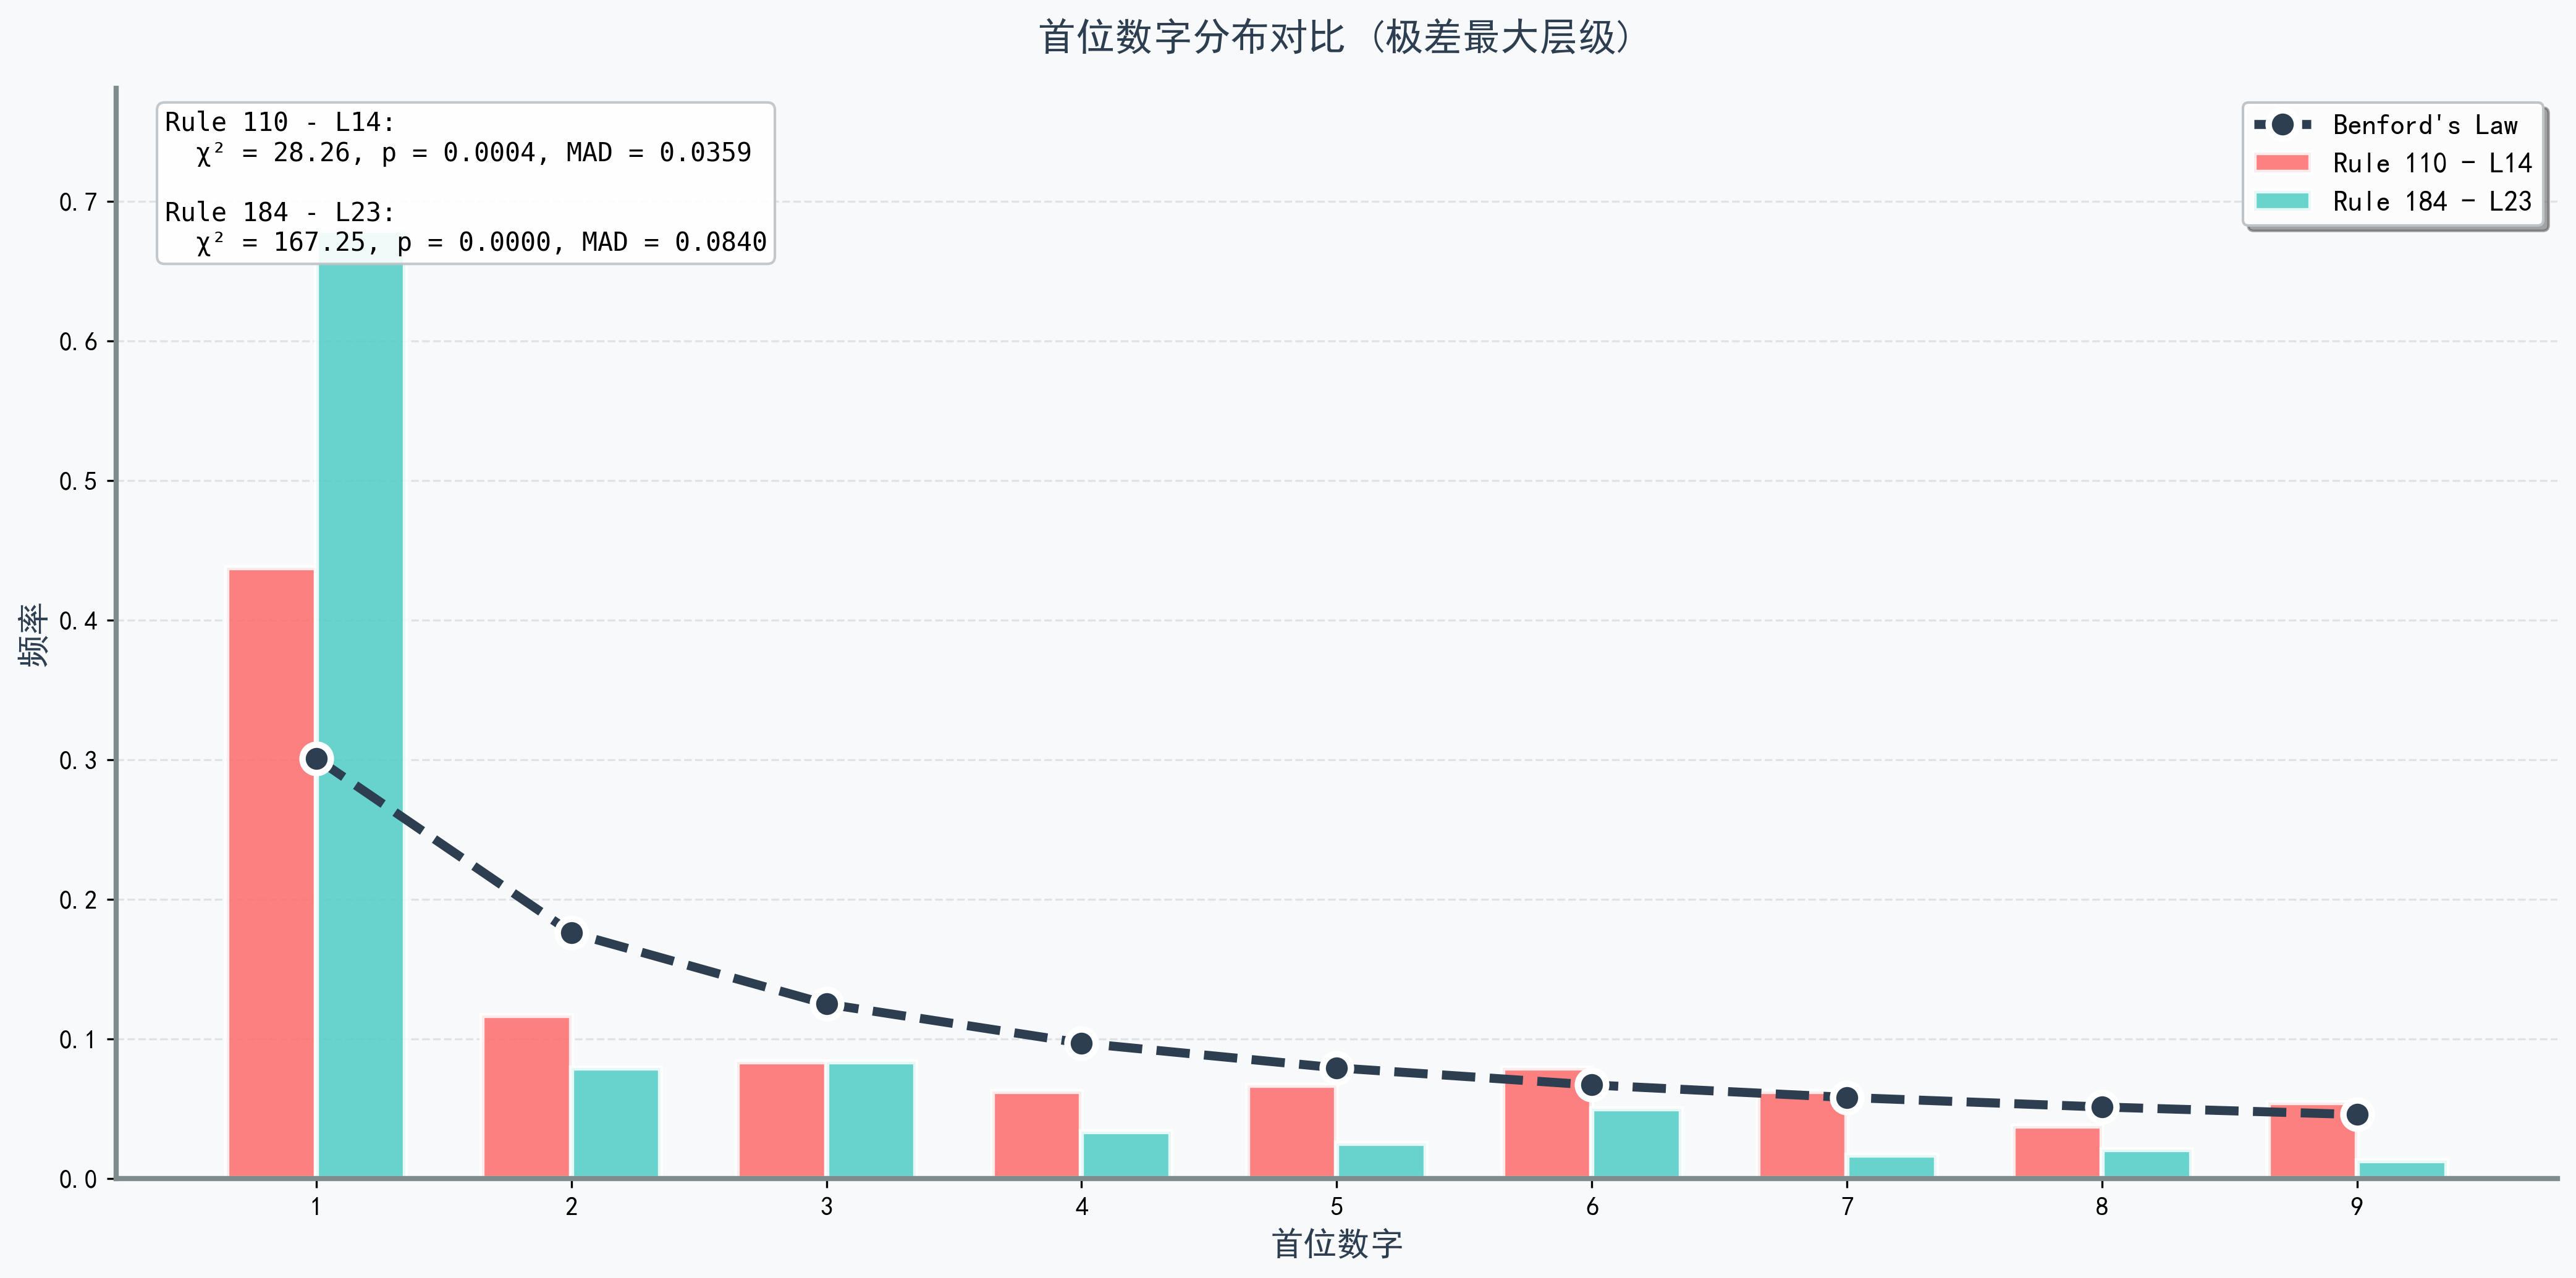 首位数字分布对比 (极差最大层级)
Rule 110 - L14:
χ² = 28.26, p = 0.0004, MAD = 0.0359
Rule 184 - L23:
χ² = 167.25, p = 0.0000, MAD = 0.0840
Benford's Law
Rule 110 - L14
Rule 184 - L23
频率
0.7
0.6
0.5
0.4
0.3
0.2
0.1
0.0
1 2 3 4 5 6 7 8 9
首位数字